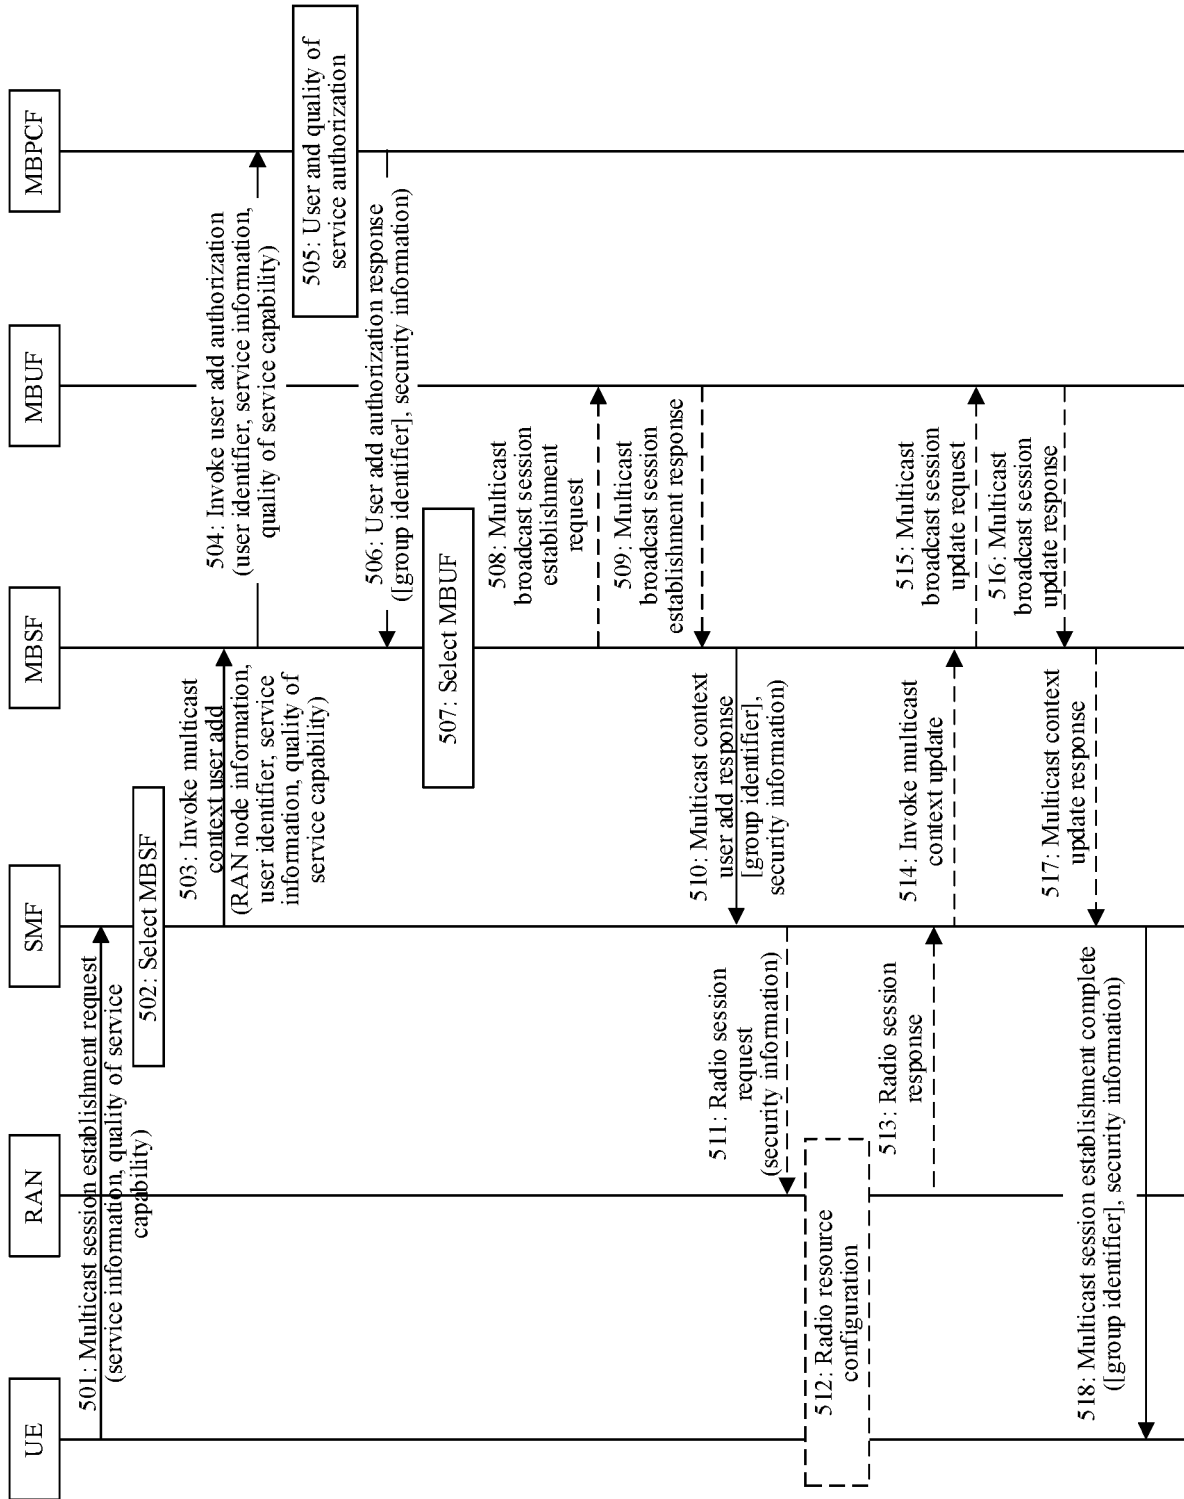 UE
RAN
SMF
MBSF
MBUF
MBPCF
501: Multicast session establishment request
(service information, quality of service
capability)
502: Select MBSF
503: Invoke multicast
context user add
(RAN node information,
user identifier, service
information, quality of
service capability)
504: Invoke user add authorization
(user identifier, service information,
quality of service capability)
505: User and quality of
service authorization
506: User add authorization response
([group identifier], security information)
507: Select MBUF
508: Multicast
broadcast session
establishment
request
509: Multicast
broadcast session
establishment response
510: Multicast context
user add response
[group identifier],
security information)
511: Radio session
request
(security information)
512: Radio resource
configuration
513: Radio session
response
514: Invoke multicast
context update
515: Multicast
broadcast session
update request
516: Multicast
broadcast session
update response
517: Multicast context
update response
518: Multicast session establishment complete
([group identifier], security information)